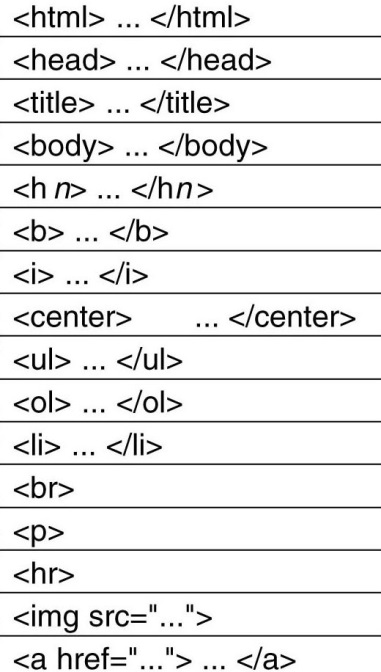 <html> ... </html>
<head> ... </head>
<title> ... </title>
<body> ... </body>
<h n> ... </hn>
<b> ... </b>
<i> ... </i>
<center> ... </center>
<ul> ... </ul>
<ol> ... </ol>
<li> ... </li>
<br>
<p>
<hr>
<img src="...">
<a href="..."> ... </a>